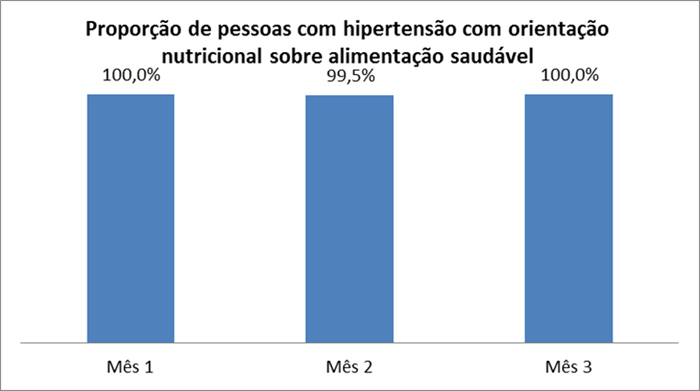 Proporção de pessoas com hipertensão com orientação
nutricional sobre alimentação saudável
100,0%
99,5%
100,0%
Mês 1
Mês 2
Mês 3